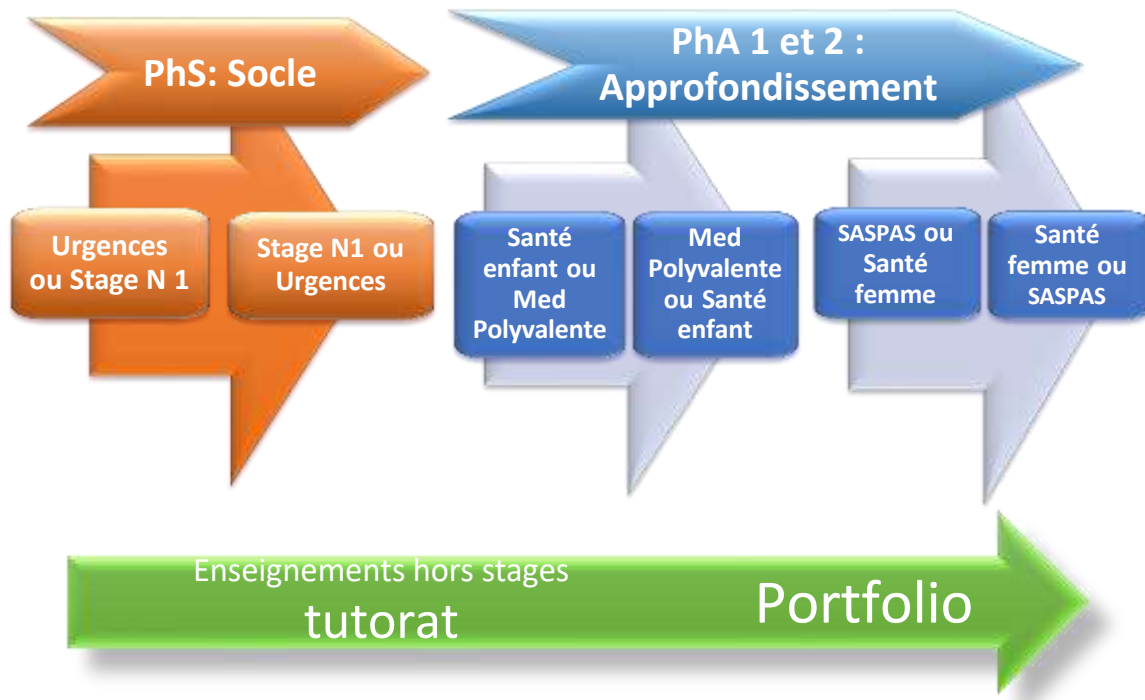 PhS: Socle
PhA 1 et 2 :
Approfondissement
Urgences
ou Stage N 1
Stage N1 ou
Urgences
Santé
enfant ou
Med
Polyvalente
Med
Polyvalente
ou Santé
enfant
SASPAS ou
Santé
femme
Santé
femme ou
SASPAS
Enseignements hors stages
tutorat
Portfolio